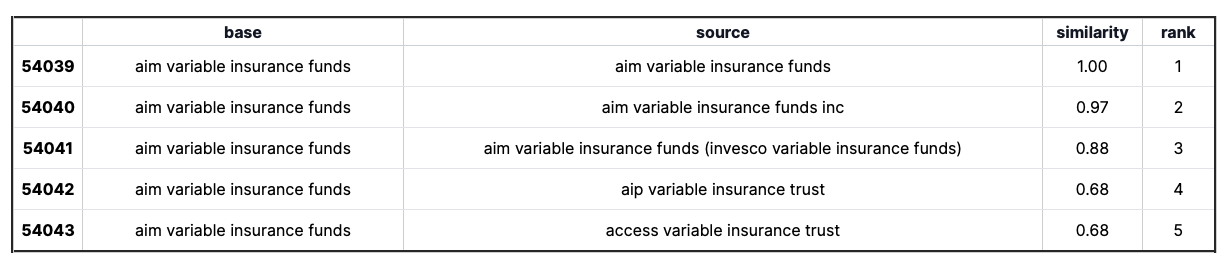 base source similarity rank
54039 aim variable insurance funds aim variable insurance funds 1.00 1
54040 aim variable insurance funds aim variable insurance funds inc 0.97 2
54041 aim variable insurance funds aim variable insurance funds (invesco variable insurance funds) 0.88 3
54042 aim variable insurance funds aip variable insurance trust 0.68 4
54043 aim variable insurance funds access variable insurance trust 0.68 5